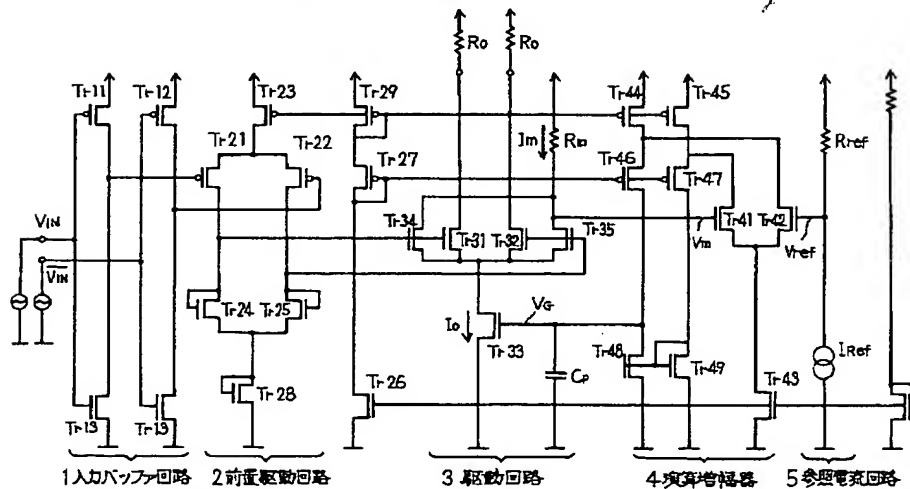 Ro
Ro
Tr11
Tr12
Tr23
Tr29
Tr44
Tr45
Im
Rm
Rref
Tr21
Tr22
Tr27
Tr46
Tr47
Tr34
Tr31
Tr32
Tr35
Tr41
Tr42
VIN
VIN
Vm
Vref
Tr24
Tr25
Io
VG
Tr33
Tr48
Tr49
IRef
Tr28
CP
Tr26
Tr43
Tr13
Tr13
1入力バッファ回路
2前置駆動回路
3駆動回路
4演算増幅器
5参照電流回路